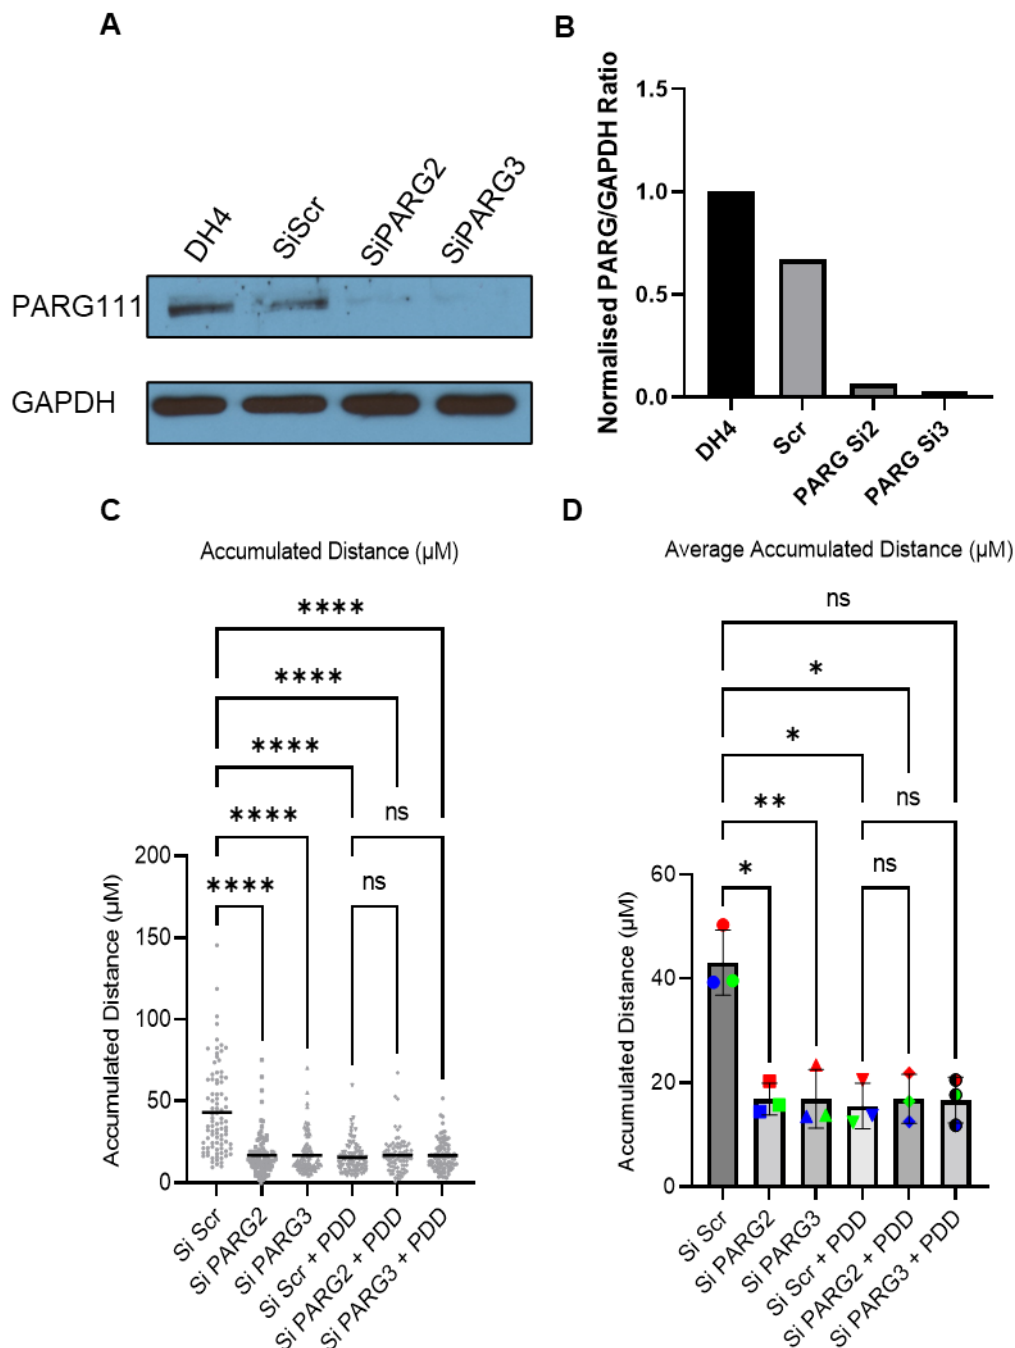 A
DH4
SiScr
SiPARG2
SiPARG3
PARG111
GAPDH
B
Normalised PARG/GAPDH Ratio
1.5
1.0
0.5
0.0
DH4
Scr
PARG Si2
PARG Si3
C
Accumulated Distance (µM)
****
****
****
****
ns
****
ns
Accumulated Distance (µM)
200
150
100
50
0
Si Scr
Si PARG2
Si PARG3
Si Scr + PDD
Si PARG2 + PDD
Si PARG3 + PDD
D
Average Accumulated Distance (µM)
ns
*
*
**
ns
*
ns
Accumulated Distance (µM)
60
40
20
0
Si Scr
Si PARG2
Si PARG3
Si Scr + PDD
Si PARG2 + PDD
Si PARG3 + PDD